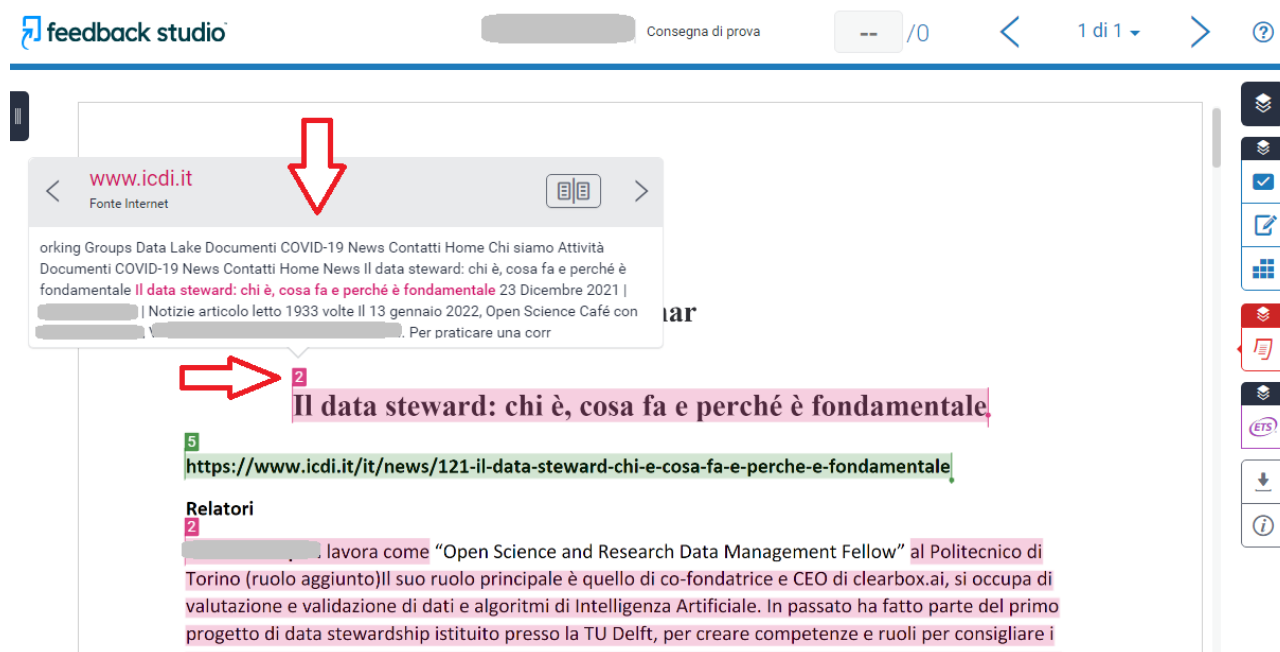 feedback studio
Consegna di prova
-- /0
1 di 1
www.icdi.it
Fonte Internet
orking Groups Data Lake Documenti COVID-19 News Contatti Home Chi siamo Attività
Documenti COVID-19 News Contatti Home News Il data steward: chi è, cosa fa e perché è
fondamentale Il data steward: chi è, cosa fa e perché è fondamentale 23 Dicembre 2021 |
| Notizie articolo letto 1933 volte Il 13 gennaio 2022, Open Science Café con
. Per praticare una corr
nar
2
Il data steward: chi è, cosa fa e perché è fondamentale
5
https://www.icdi.it/it/news/121-il-data-steward-chi-e-cosa-fa-e-perche-e-fondamentale
Relatori
2
lavora come “Open Science and Research Data Management Fellow” al Politecnico di
Torino (ruolo aggiunto)Il suo ruolo principale è quello di co-fondatrice e CEO di clearbox.ai, si occupa di
valutazione e validazione di dati e algoritmi di Intelligenza Artificiale. In passato ha fatto parte del primo
progetto di data stewardship istituito presso la TU Delft, per creare competenze e ruoli per consigliare i
ETS